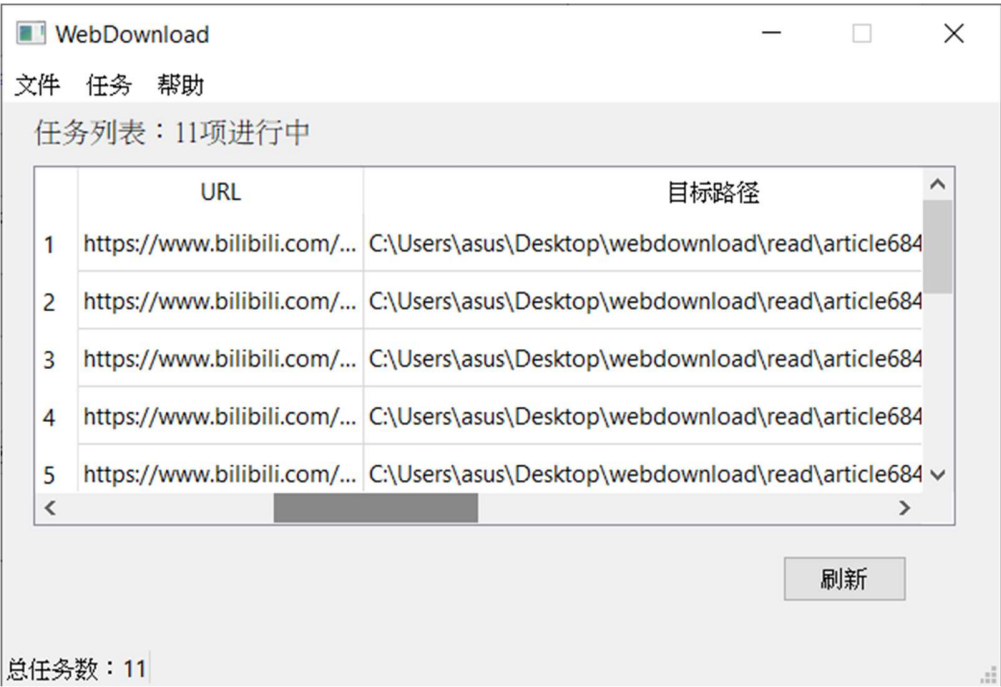 WebDownload
文件 任务 帮助
任务列表：11项进行中
URL 目标路径
1 https://www.bilibili.com/... C:\Users\asus\Desktop\webdownload\read\article684
2 https://www.bilibili.com/... C:\Users\asus\Desktop\webdownload\read\article684
3 https://www.bilibili.com/... C:\Users\asus\Desktop\webdownload\read\article684
4 https://www.bilibili.com/... C:\Users\asus\Desktop\webdownload\read\article684
5 https://www.bilibili.com/... C:\Users\asus\Desktop\webdownload\read\article684
刷新
总任务数：11